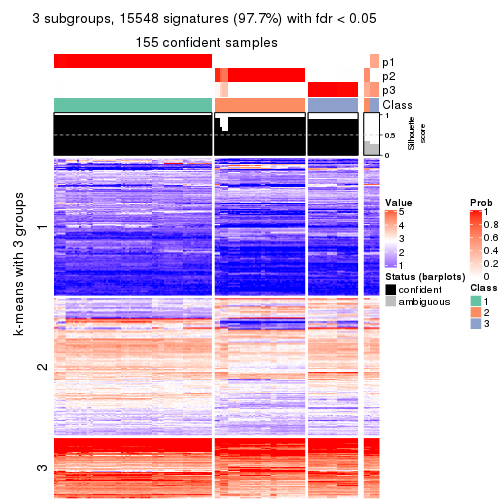 3 subgroups, 15548 signatures (97.7%) with fdr < 0.05
155 confident samples
p1
p2
p3
Class
1
0.5
0
Silhouette
score
k-means with 3 groups
1
2
3
Value
5
4
3
2
1
Prob
1
0.8
0.6
0.4
0.2
0
Status (barplots)
confident
ambiguous
Class
1
2
3